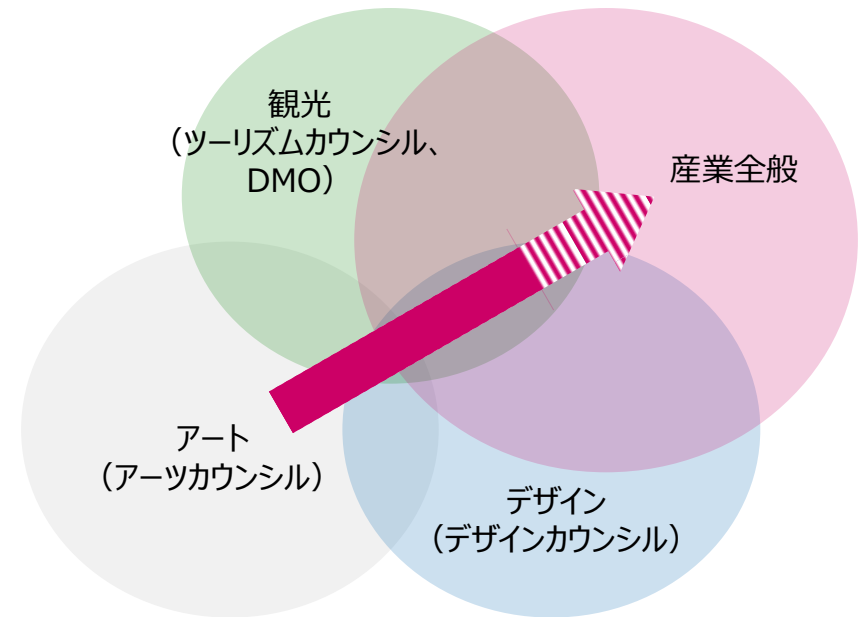 観光
（ツーリズムカウンシル、
DMO）
産業全般
アート
（アーツカウンシル）
デザイン
（デザインカウンシル）